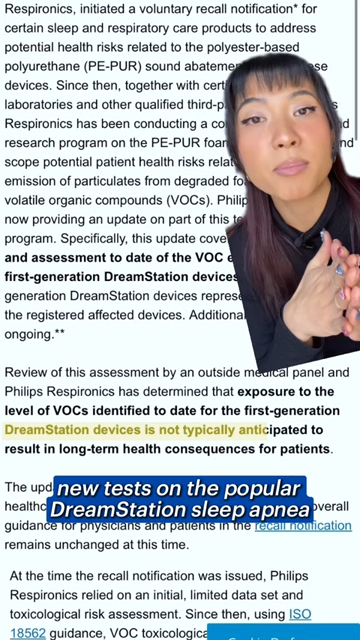 Respironics, initiated a voluntary recall notification* for
certain sleep and respiratory care products to address
potential health risks related to the polyester-based
polyurethane (PE-PUR) sound abatem
devices. Since then, together with cert
laboratories and other qualified third-p
Respironics has been conducting a co
research program on the PE-PUR foa
scope potential patient health risks relat
emission of particulates from degraded fo
volatile organic compounds (VOCs). Philip
now providing an update on part of this te
program. Specifically, this update cove
and assessment to date of the VOC e
first-generation DreamStation devices
generation DreamStation devices repres
the registered affected devices. Additional
ongoing.**
Review of this assessment by an outside medical panel and
Philips Respironics has determined that exposure to the
level of VOCs identified to date for the first-generation
DreamStation devices is not typically anticipated to
result in long-term health consequences for patients.
new tests on the popular
DreamStation sleep apnea
The upd
healthc overall
guidance for physicians and patients in the recall notification
remains unchanged at this time.
At the time the recall notification was issued, Philips
Respironics relied on an initial, limited data set and
toxicological risk assessment. Since then, using ISO
18562 guidance, VOC toxicologica